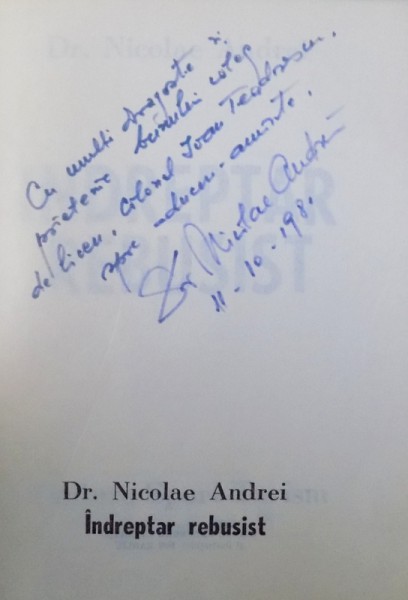 Cu multă dragoste și
prietenie bunului coleg
de liceu, colonel Ioan Teodorescu,
spre aduceri-aminte,
Dr. Nicolae Andrei
11-10-1981
Dr. Nicolae Andrei
Îndreptar rebusist